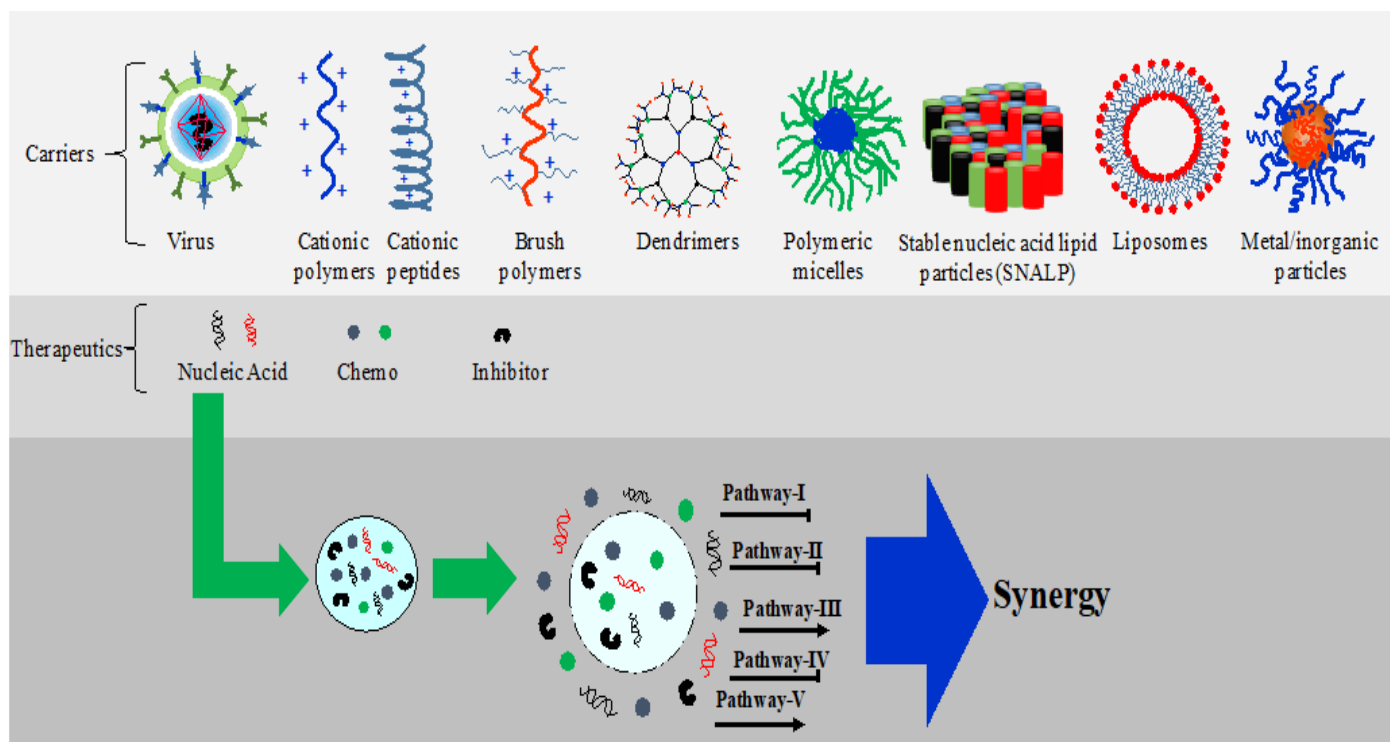 Carriers
Virus
Cationic
polymers
Cationic
peptides
Brush
polymers
Dendrimers
Polymeric
micelles
Stable nucleic acid lipid
particles (SNALP)
Liposomes
Metal/inorganic
particles
Therapeutics
Nucleic Acid
Chemo
Inhibitor
Pathway-I
Pathway-II
Pathway-III
Pathway-IV
Pathway-V
Synergy